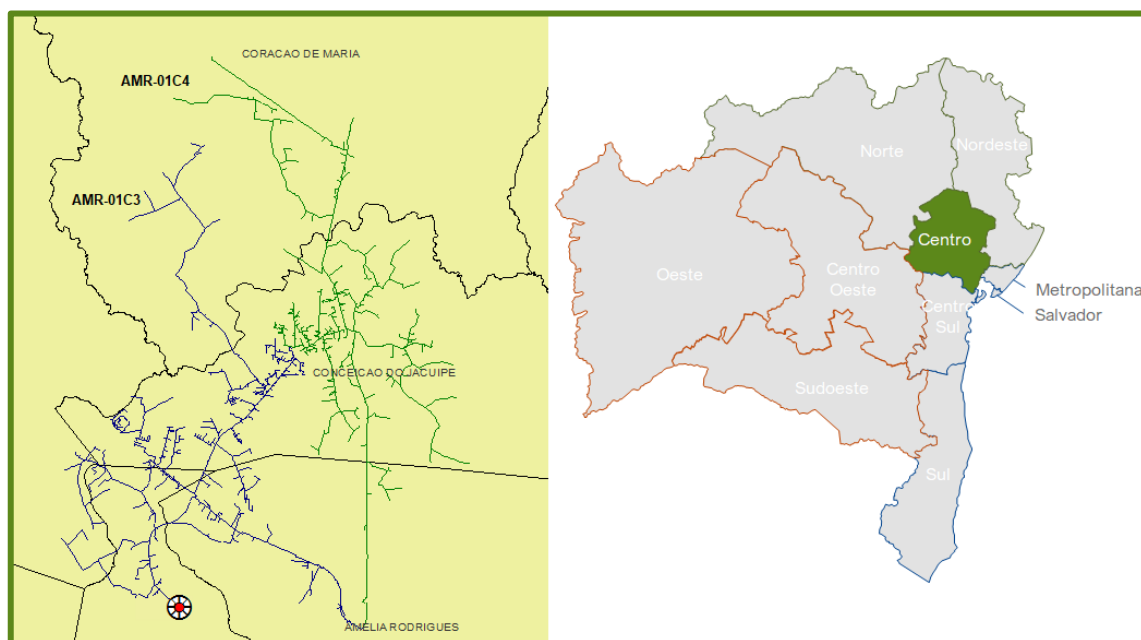 CORACAO DE MARIA
AMR-01C4
AMR-01C3
CONCEICAO DO JACUIPE
AMELIA RODRIGUES
Norte
Nordeste
Centro
Oeste
Centro
Oeste
Metropolitana
Centro
Sul
Salvador
Sudoeste
Sul